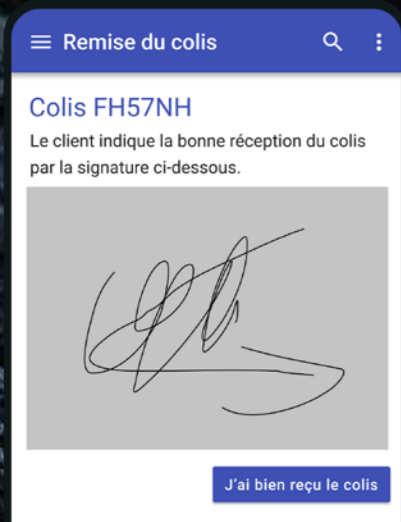 Remise du colis
Colis FH57NH
Le client indique la bonne réception du colis
par la signature ci-dessous.
J'ai bien reçu le colis